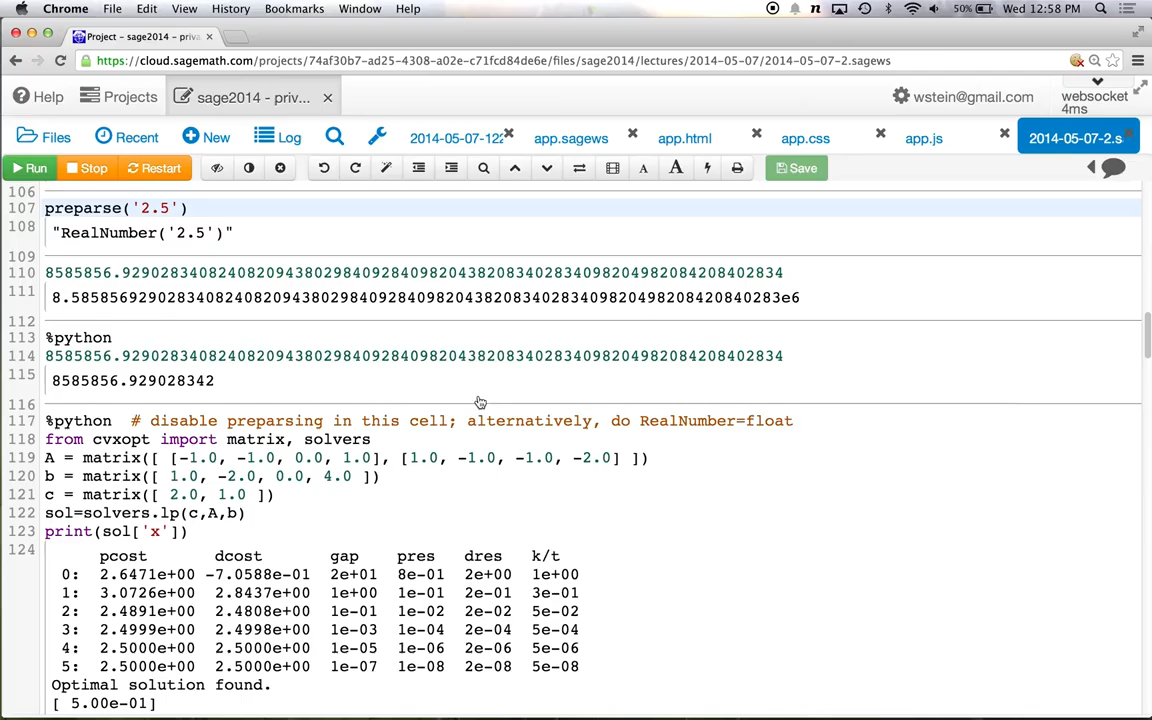 Chrome File Edit View History Bookmarks Window Help 50% Wed 12:58 PM
Project - sage2014 - priva
https://cloud.sagemath.com/projects/74af30b7-ad25-4308-a02e-c71fcd84de6e/files/sage2014/lectures/2014-05-07/2014-05-07-2.sagews
Help Projects sage2014 - priv... wstein@gmail.com websocket
4ms
Files Recent New Log 2014-05-07-122 app.sagews app.html app.css app.js 2014-05-07-2.s
Run Stop Restart A A Save
106
107 preparse('2.5')
108 "RealNumber('2.5')"
109
110 8585856.929028340824082094380298409284098204382083402834098204982084208402834
111 8.585856929028340824082094380298409284098204382083402834098204982084208402​83e6
112
113 %python
114 8585856.929028340824082094380298409284098204382083402834098204982084208402834
115 8585856.929028342
116
117 %python # disable preparsing in this cell; alternatively, do RealNumber=float
118 from cvxopt import matrix, solvers
119 A = matrix([ [-1.0, -1.0, 0.0, 1.0], [1.0, -1.0, -1.0, -2.0] ])
120 b = matrix([ 1.0, -2.0, 0.0, 4.0 ])
121 c = matrix([ 2.0, 1.0 ])
122 sol=solvers.lp(c,A,b)
123 print(sol['x'])
124
pcost dcost gap pres dres k/t
0: 2.6471e+00 -7.0588e-01 2e+01 8e-01 2e+00 1e+00
1: 3.0726e+00 2.8437e+00 1e+00 1e-01 2e-01 3e-01
2: 2.4891e+00 2.4808e+00 1e-01 1e-02 2e-02 5e-02
3: 2.4999e+00 2.4998e+00 1e-03 1e-04 2e-04 5e-04
4: 2.5000e+00 2.5000e+00 1e-05 1e-06 2e-06 5e-06
5: 2.5000e+00 2.5000e+00 1e-07 1e-08 2e-08 5e-08
Optimal solution found.
[ 5.00e-01]